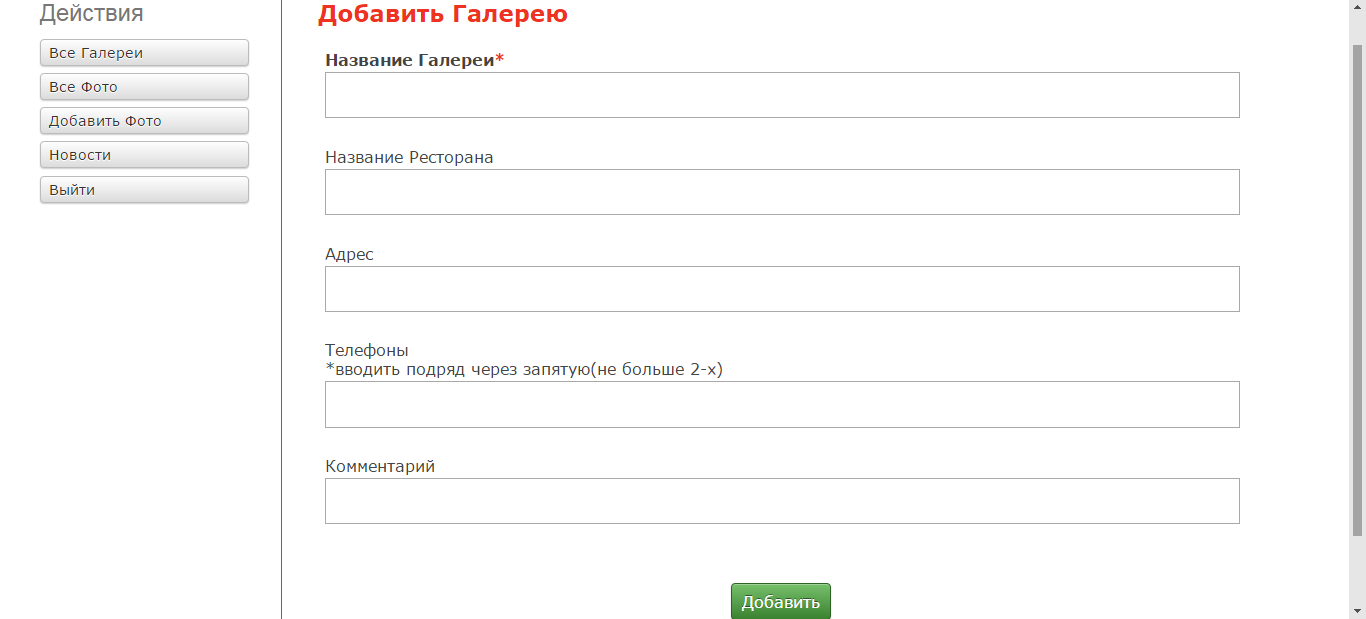 Действия
Все Галереи
Все Фото
Добавить Фото
Новости
Выйти
Добавить Галерею
Название Галереи*
Название Ресторана
Адрес
Телефоны
*вводить подряд через запятую(не больше 2-х)
Комментарий
Добавить